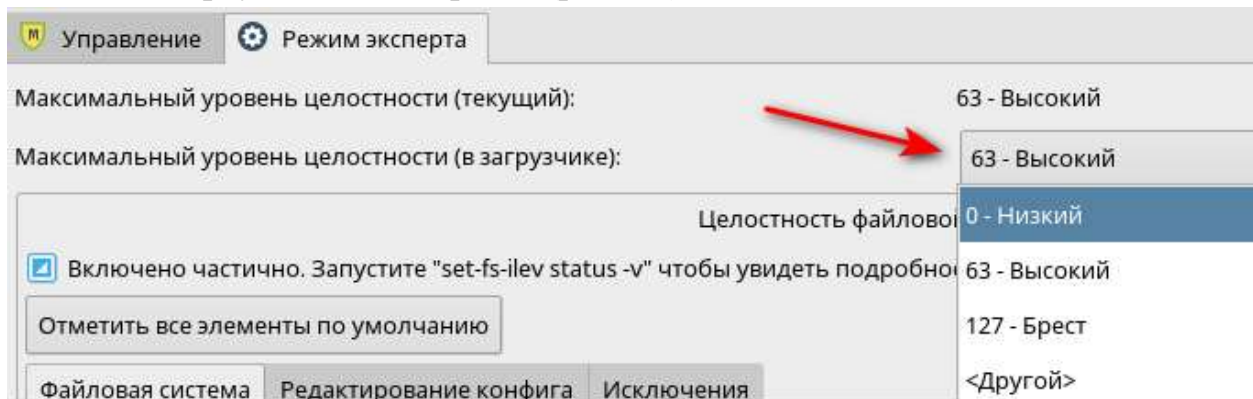 Управление Режим эксперта
Максимальный уровень целостности (текущий): 63 - Высокий
Максимальный уровень целостности (в загрузчике): 63 - Высокий
Целостность файловой
0 - Низкий
Включено частично. Запустите "set-fs-ilev status -v" чтобы увидеть подробно
63 - Высокий
Отметить все элементы по умолчанию
127 - Брест
Файловая система Редактирование конфига Исключения
<Другой>